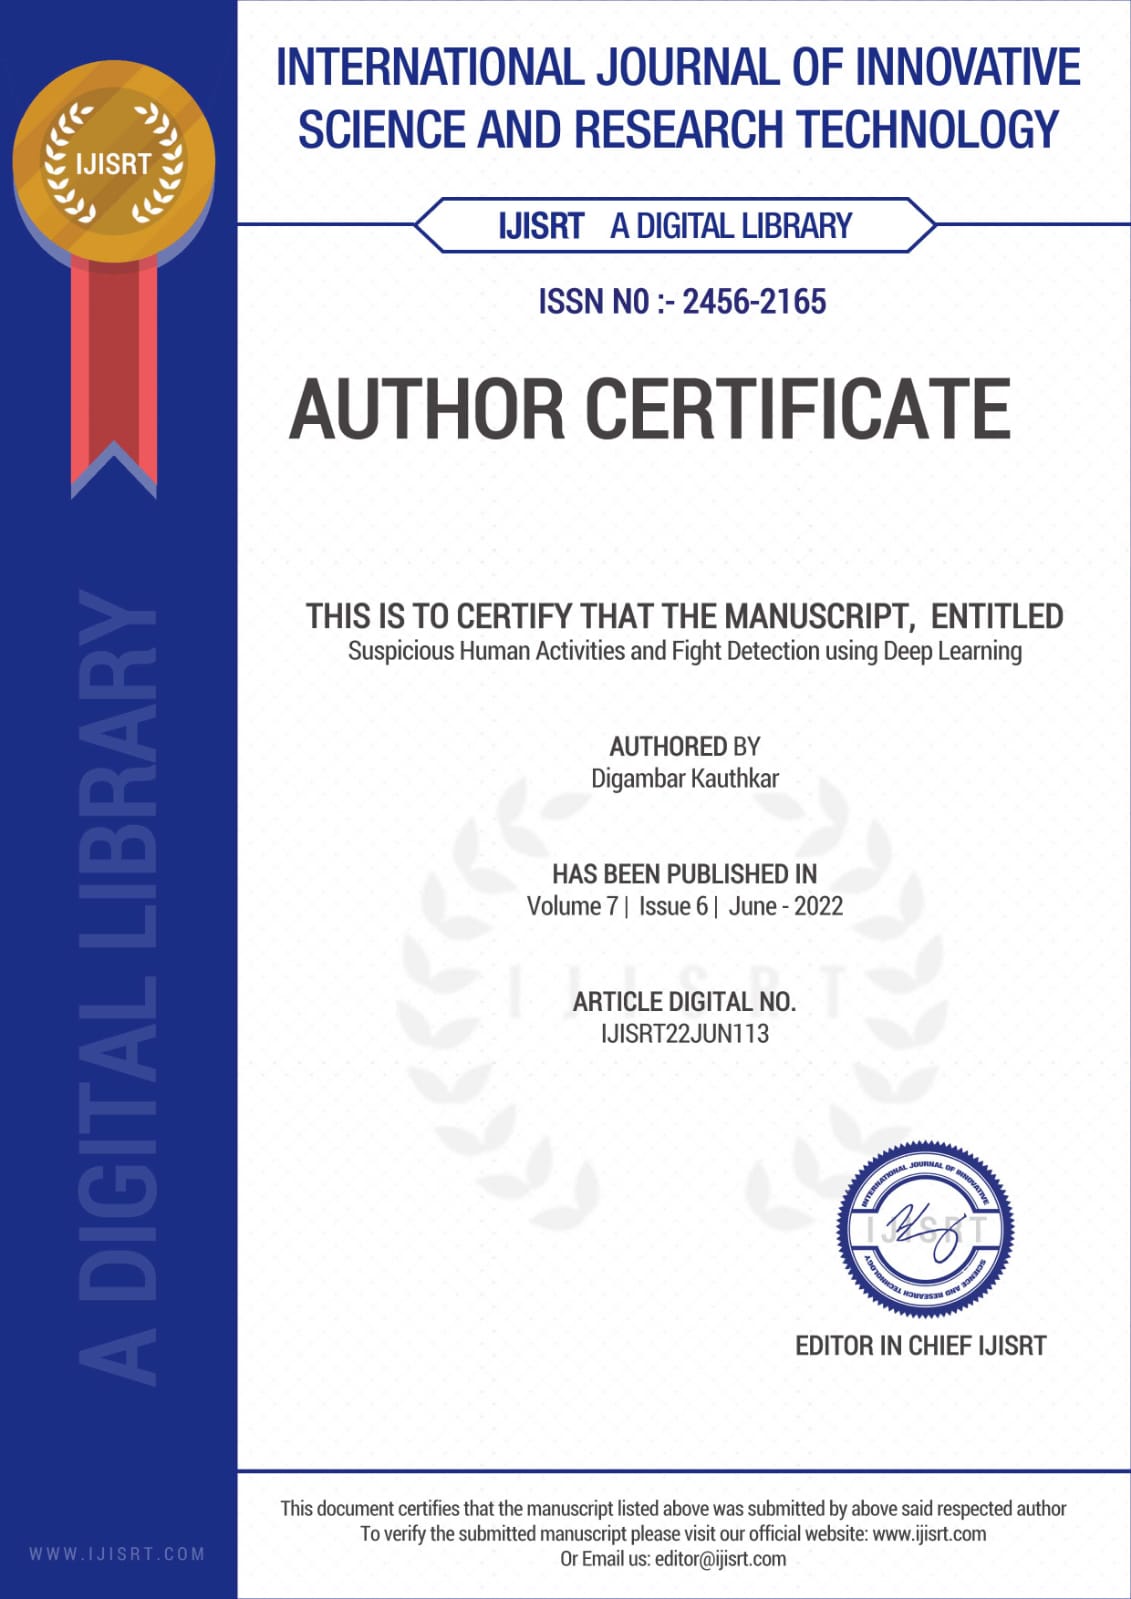 INTERNATIONAL JOURNAL OF INNOVATIVE
SCIENCE AND RESEARCH TECHNOLOGY
IJISRT
IJISRT A DIGITAL LIBRARY
ISSN N0 :- 2456-2165
AUTHOR CERTIFICATE
THIS IS TO CERTIFY THAT THE MANUSCRIPT, ENTITLED
Suspicious Human Activities and Fight Detection using Deep Learning
AUTHORED BY
Digambar Kauthkar
HAS BEEN PUBLISHED IN
Volume 7 | Issue 6 | June - 2022
IJISRT
ARTICLE DIGITAL NO.
IJISRT22JUN113
A DIGITAL LIBRARY
INTERNATIONAL JOURNAL OF INNOVATIVE
IJISRT
SCIENCE AND RESEARCH TECHNOLOGY
EDITOR IN CHIEF IJISRT
This document certifies that the manuscript listed above was submitted by above said respected author
To verify the submitted manuscript please visit our official website: www.ijisrt.com
Or Email us: editor@ijisrt.com
WWW.IJISRT.COM